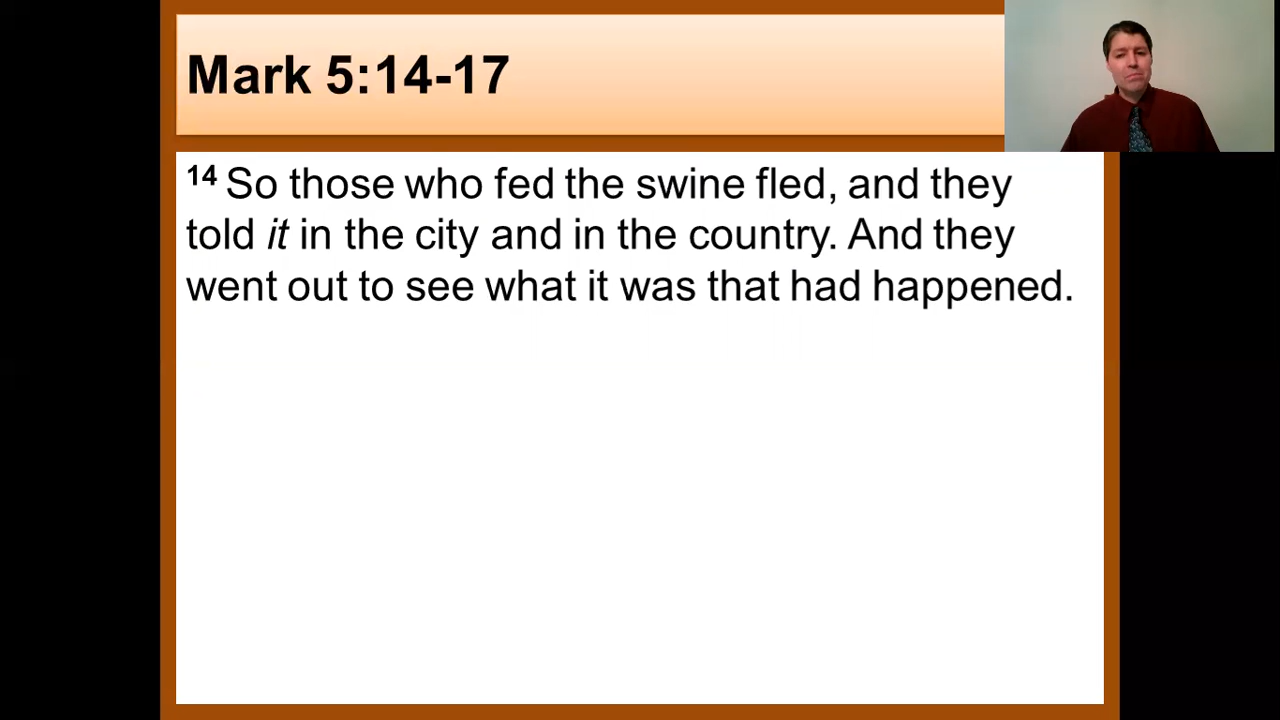 Mark 5:14-17
14 So those who fed the swine fled, and they
told it in the city and in the country. And they
went out to see what it was that had happened.